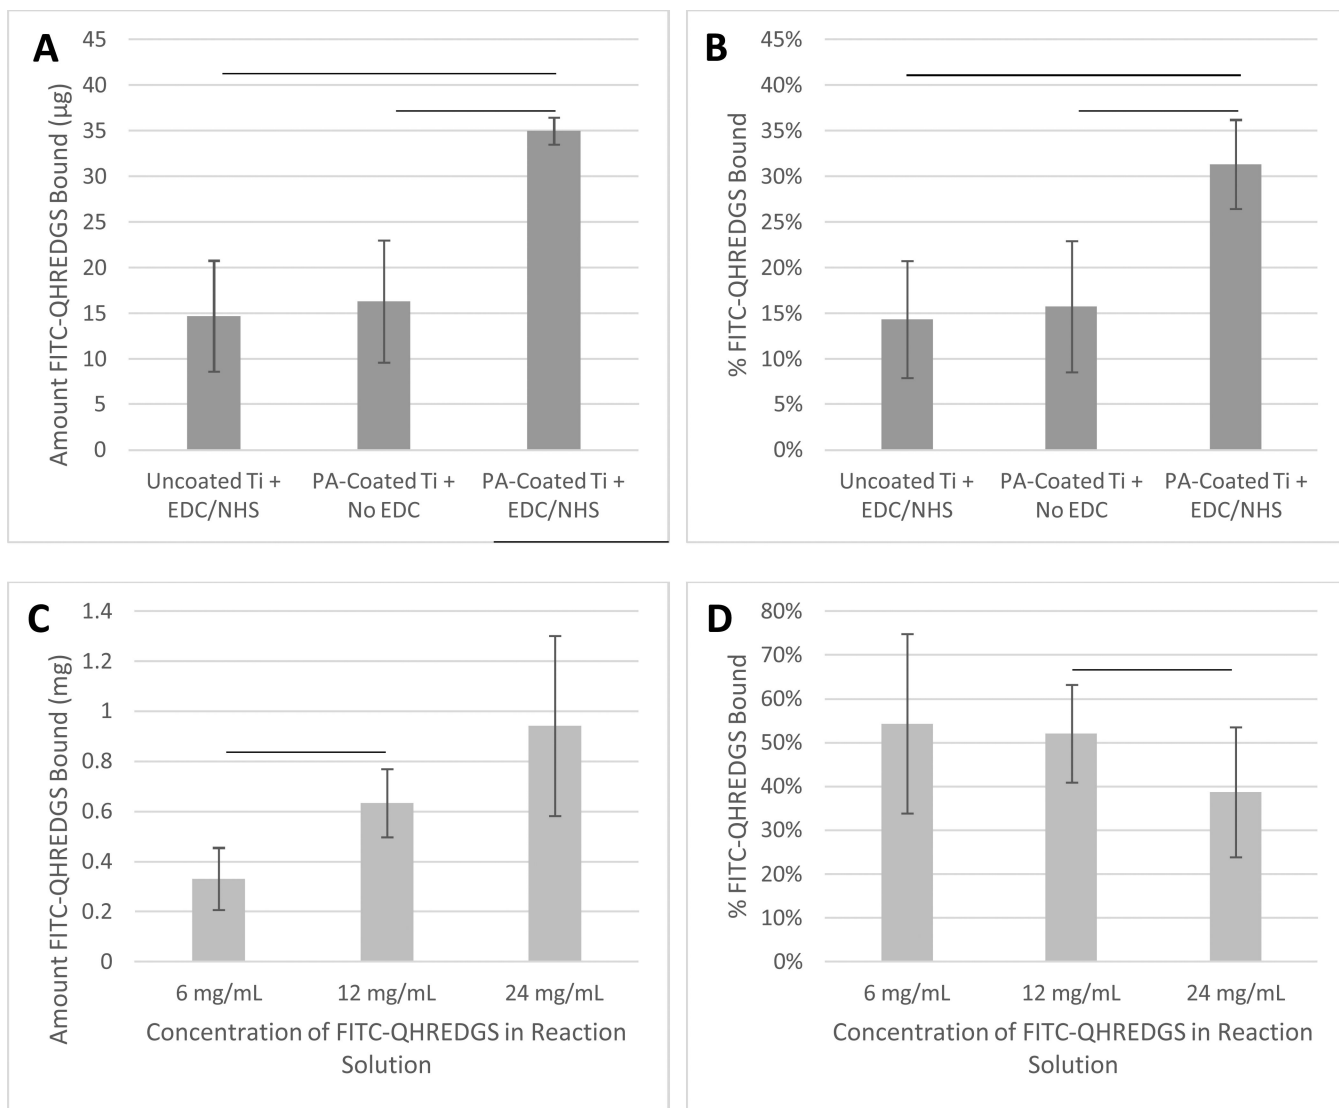 A
Amount FITC-QHREDGS Bound (µg)
45
40
35
30
25
20
15
10
5
0
Uncoated Ti +
EDC/NHS
PA-Coated Ti +
No EDC
PA-Coated Ti +
EDC/NHS
B
% FITC-QHREDGS Bound
45%
40%
35%
30%
25%
20%
15%
10%
5%
0%
Uncoated Ti +
EDC/NHS
PA-Coated Ti +
No EDC
PA-Coated Ti +
EDC/NHS
C
Amount FITC-QHREDGS Bound (mg)
1.4
1.2
1
0.8
0.6
0.4
0.2
0
6 mg/mL
12 mg/mL
24 mg/mL
Concentration of FITC-QHREDGS in Reaction
Solution
D
% FITC-QHREDGS Bound
80%
70%
60%
50%
40%
30%
20%
10%
0%
6 mg/mL
12 mg/mL
24 mg/mL
Concentration of FITC-QHREDGS in Reaction
Solution